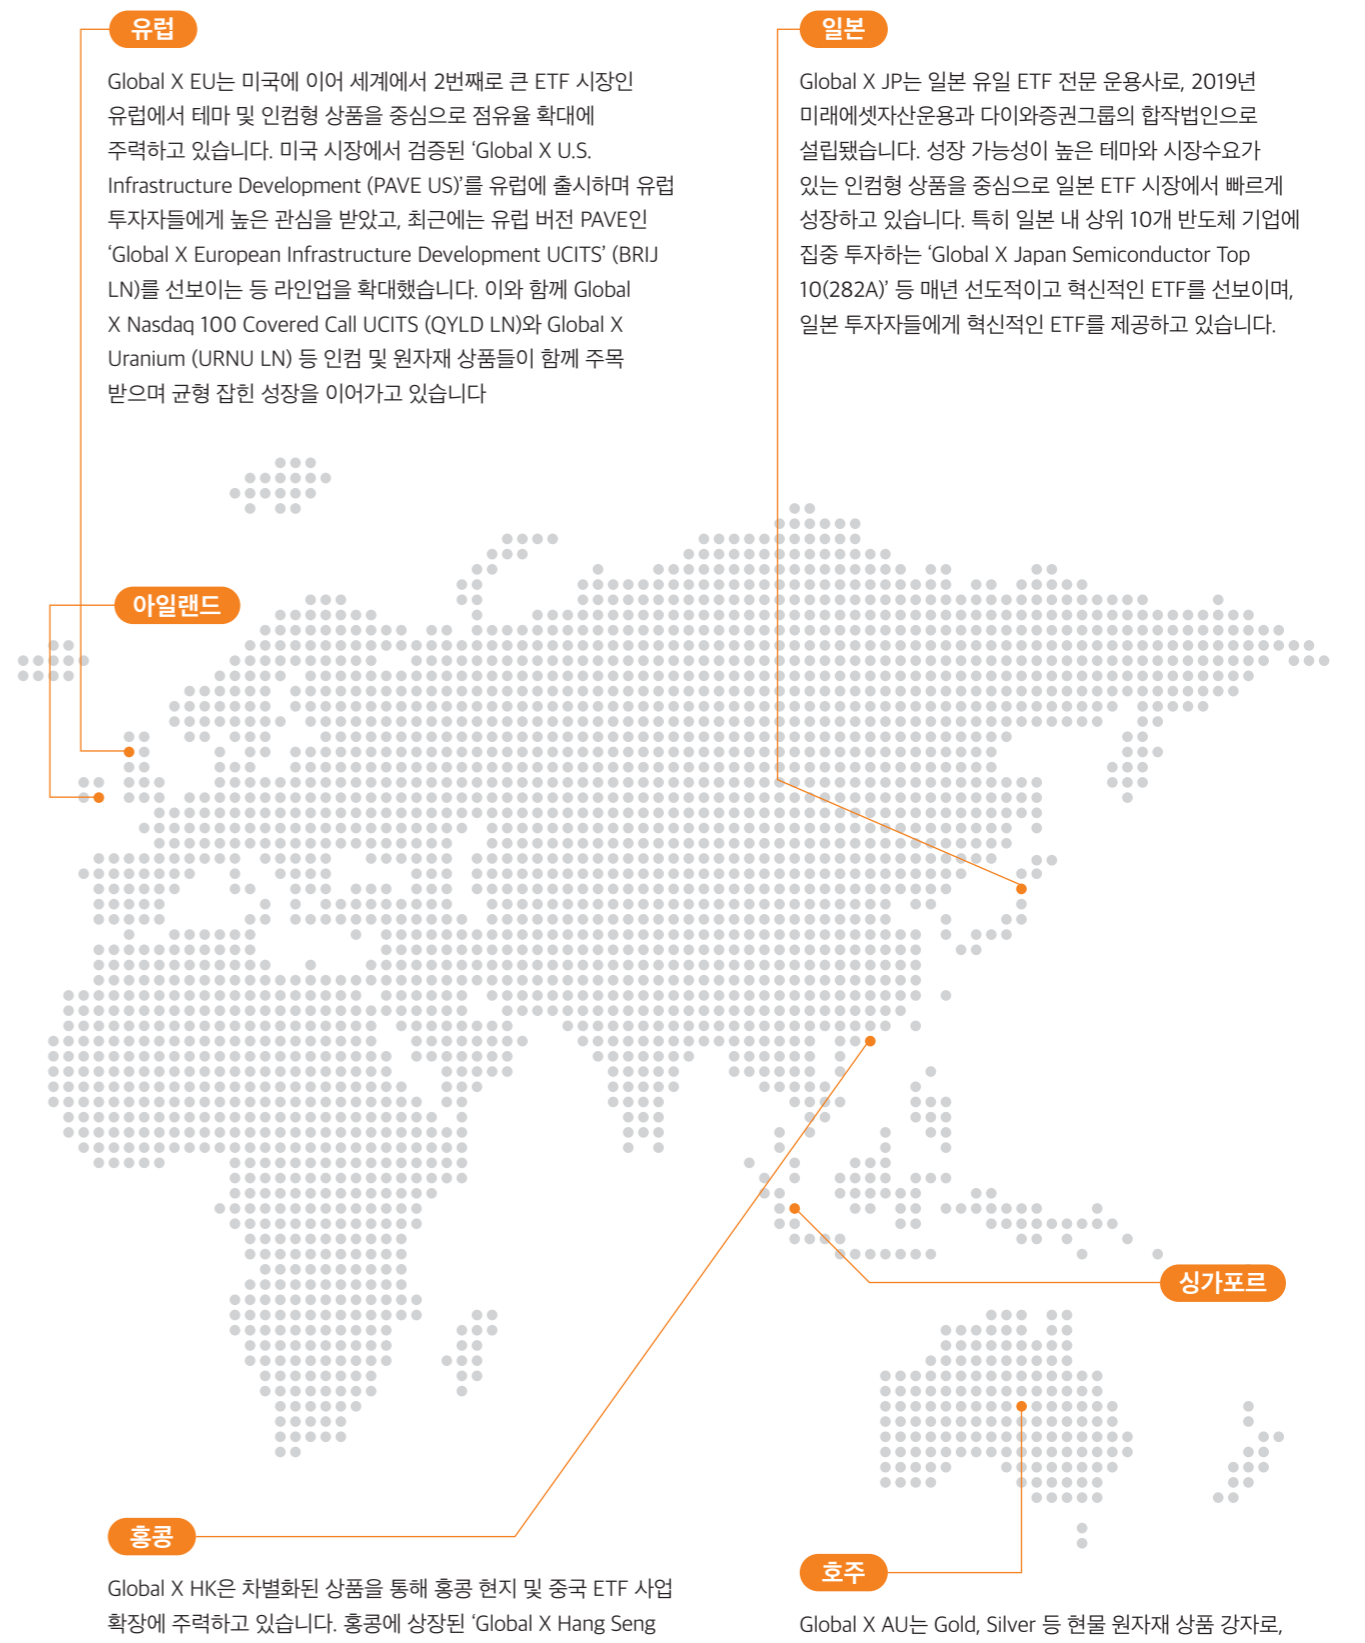 유럽
Global X EU는 미국에 이어 세계에서 2번째로 큰 ETF 시장인
유럽에서 테마 및 인컴형 상품을 중심으로 점유율 확대에
주력하고 있습니다. 미국 시장에서 검증된 ‘Global X U.S.
Infrastructure Development (PAVE US)’를 유럽에 출시하며 유럽
투자자들에게 높은 관심을 받았고, 최근에는 유럽 버전 PAVE인
‘Global X European Infrastructure Development UCITS’ (BRIJ
LN)를 선보이는 등 라인업을 확대했습니다. 이와 함께 Global
X Nasdaq 100 Covered Call UCITS (QYLD LN)와 Global X
Uranium (URNU LN) 등 인컴 및 원자재 상품들이 함께 주목
받으며 균형 잡힌 성장을 이어가고 있습니다
일본
Global X JP는 일본 유일 ETF 전문 운용사로, 2019년
미래에셋자산운용과 다이와증권그룹의 합작법인으로
설립됐습니다. 성장 가능성이 높은 테마와 시장수요가
있는 인컴형 상품을 중심으로 일본 ETF 시장에서 빠르게
성장하고 있습니다. 특히 일본 내 상위 10개 반도체 기업에
집중 투자하는 ‘Global X Japan Semiconductor Top
10(282A)’ 등 매년 선도적이고 혁신적인 ETF를 선보이며,
일본 투자자들에게 혁신적인 ETF를 제공하고 있습니다.
아일랜드
싱가포르
홍콩
Global X HK은 차별화된 상품을 통해 홍콩 현지 및 중국 ETF 사업
확장에 주력하고 있습니다. 홍콩에 상장된 ‘Global X Hang Seng
호주
Global X AU는 Gold, Silver 등 현물 원자재 상품 강자로,